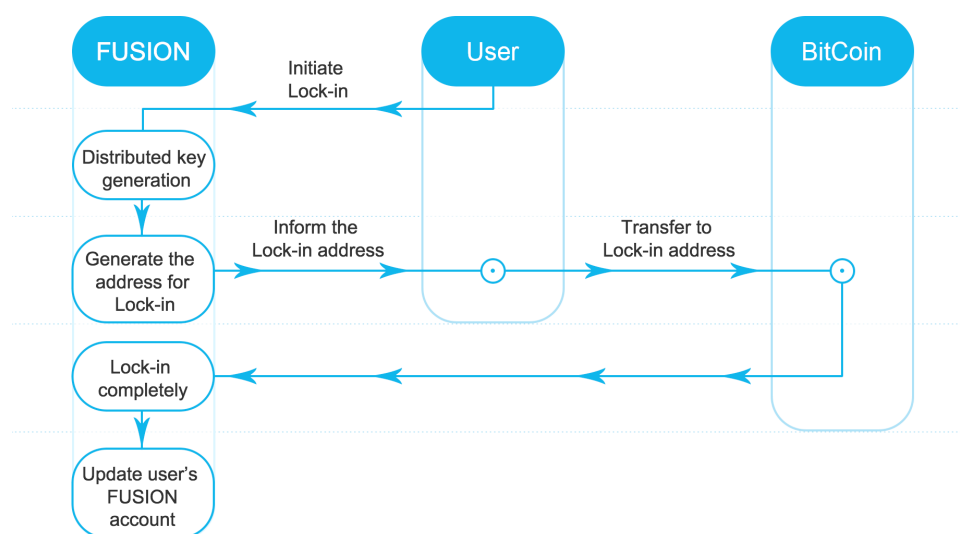 FUSION
User
BitCoin
Initiate
Lock-in
Distributed key
generation
Inform the
Lock-in address
Transfer to
Lock-in address
Generate the
address for
Lock-in
Lock-in
completely
Update user's
FUSION
account